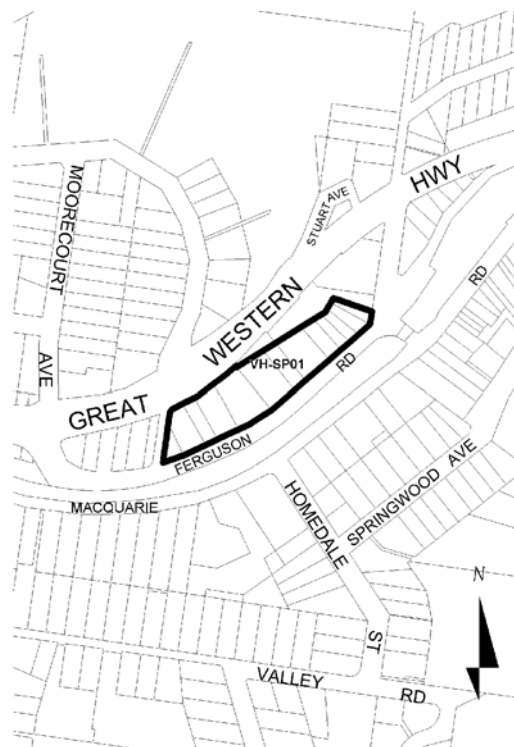 HWY
STUART AVE
MOORECOURT
AVE
GREAT
WESTERN
VH-SP01
RD
RD
FERGUSON
MACQUARIE
HOMEDALE
ST
SPRINGWOOD AVE
N
VALLEY
RD